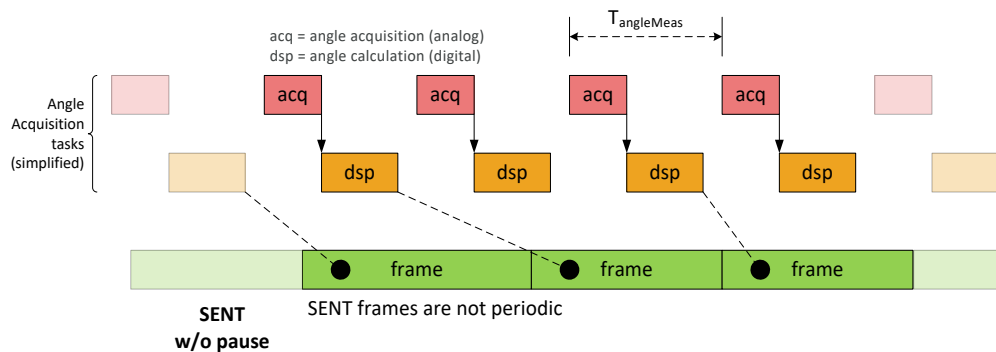 T_angleMeas
acq = angle acquisition (analog)
dsp = angle calculation (digital)
Angle
Acquisition
tasks
(simplified)
acq acq acq acq
dsp dsp dsp dsp
frame frame frame
SENT frames are not periodic
SENT
w/o pause